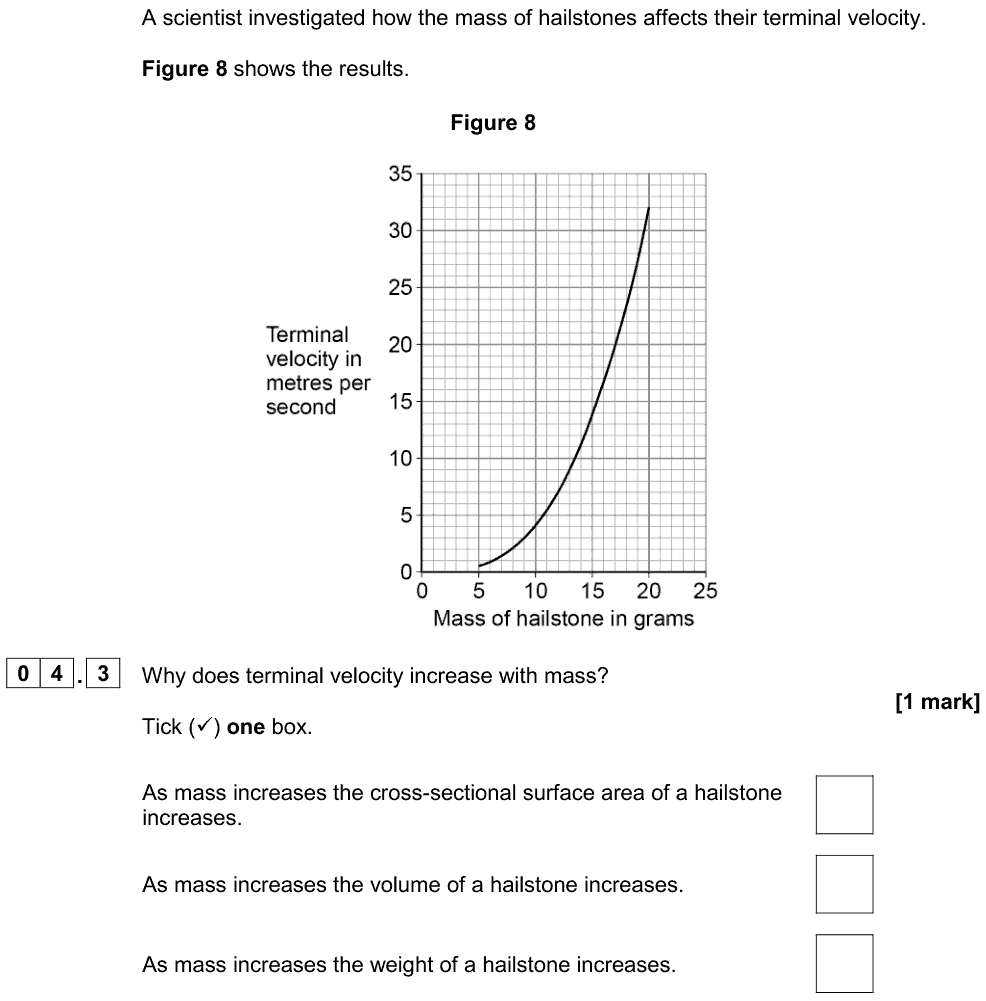 A scientist investigated how the mass of hailstones affects their terminal velocity.
Figure 8 shows the results.
Figure 8
35
30
25
20
15
10
5
0
Terminal
velocity in
metres per
second
0 5 10 15 20 25
Mass of hailstone in grams
0 4 . 3 Why does terminal velocity increase with mass?
[1 mark]
Tick (✓) one box.
As mass increases the cross-sectional surface area of a hailstone
increases.
As mass increases the volume of a hailstone increases.
As mass increases the weight of a hailstone increases.